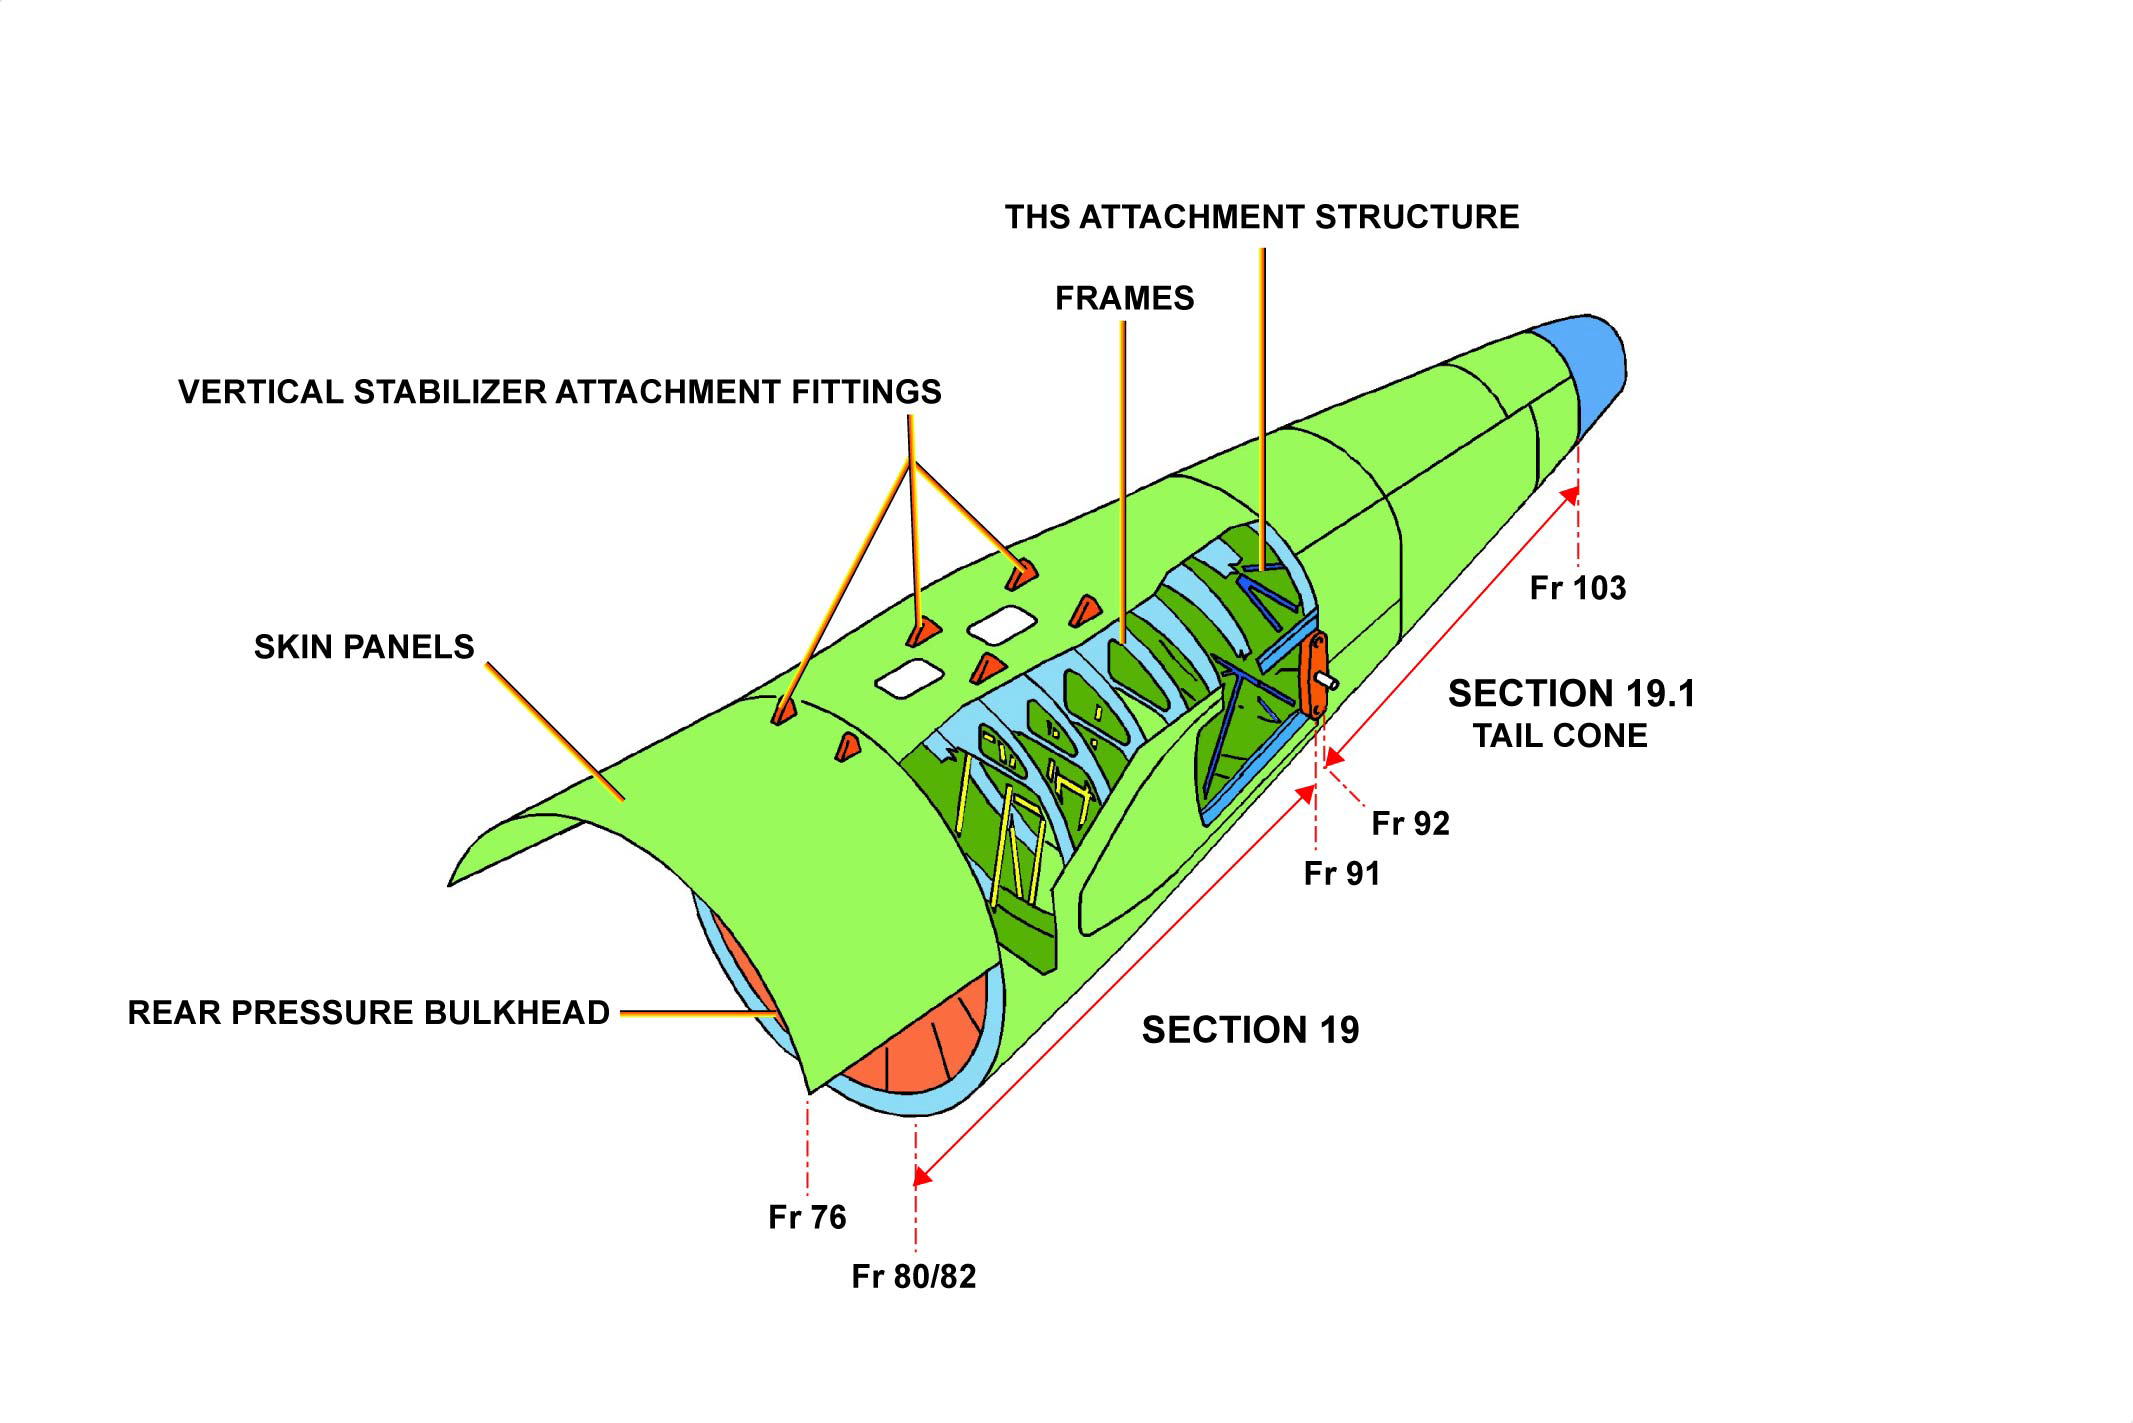 THS ATTACHMENT STRUCTURE
FRAMES
VERTICAL STABILIZER ATTACHMENT FITTINGS
SKIN PANELS
Fr 103
SECTION 19.1
TAIL CONE
Fr 92
Fr 91
REAR PRESSURE BULKHEAD
SECTION 19
Fr 76
Fr 80/82